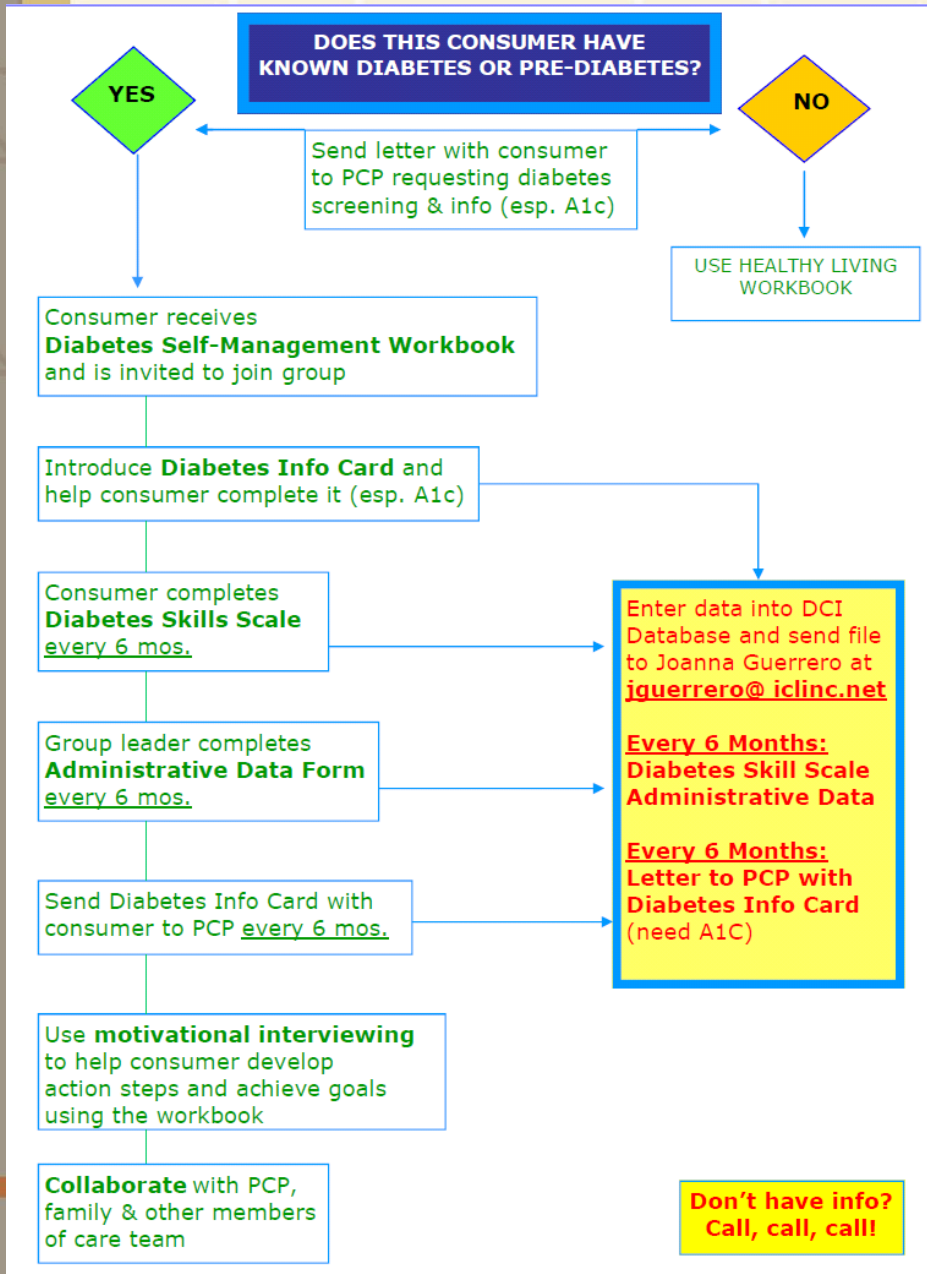 DOES THIS CONSUMER HAVE
KNOWN DIABETES OR PRE-DIABETES?
YES
NO
Send letter with consumer
to PCP requesting diabetes
screening & info (esp. A1c)
USE HEALTHY LIVING
WORKBOOK
Consumer receives
Diabetes Self-Management Workbook
and is invited to join group
Introduce Diabetes Info Card and
help consumer complete it (esp. A1c)
Consumer completes
Diabetes Skills Scale
every 6 mos.
Group leader completes
Administrative Data Form
every 6 mos.
Send Diabetes Info Card with
consumer to PCP every 6 mos.
Use motivational interviewing
to help consumer develop
action steps and achieve goals
using the workbook
Collaborate with PCP,
family & other members
of care team
Enter data into DCI
Database and send file
to Joanna Guerrero at
jguerrero@ iclinc.net
Every 6 Months:
Diabetes Skill Scale
Administrative Data
Every 6 Months:
Letter to PCP with
Diabetes Info Card
(need A1C)
Don't have info?
Call, call, call!